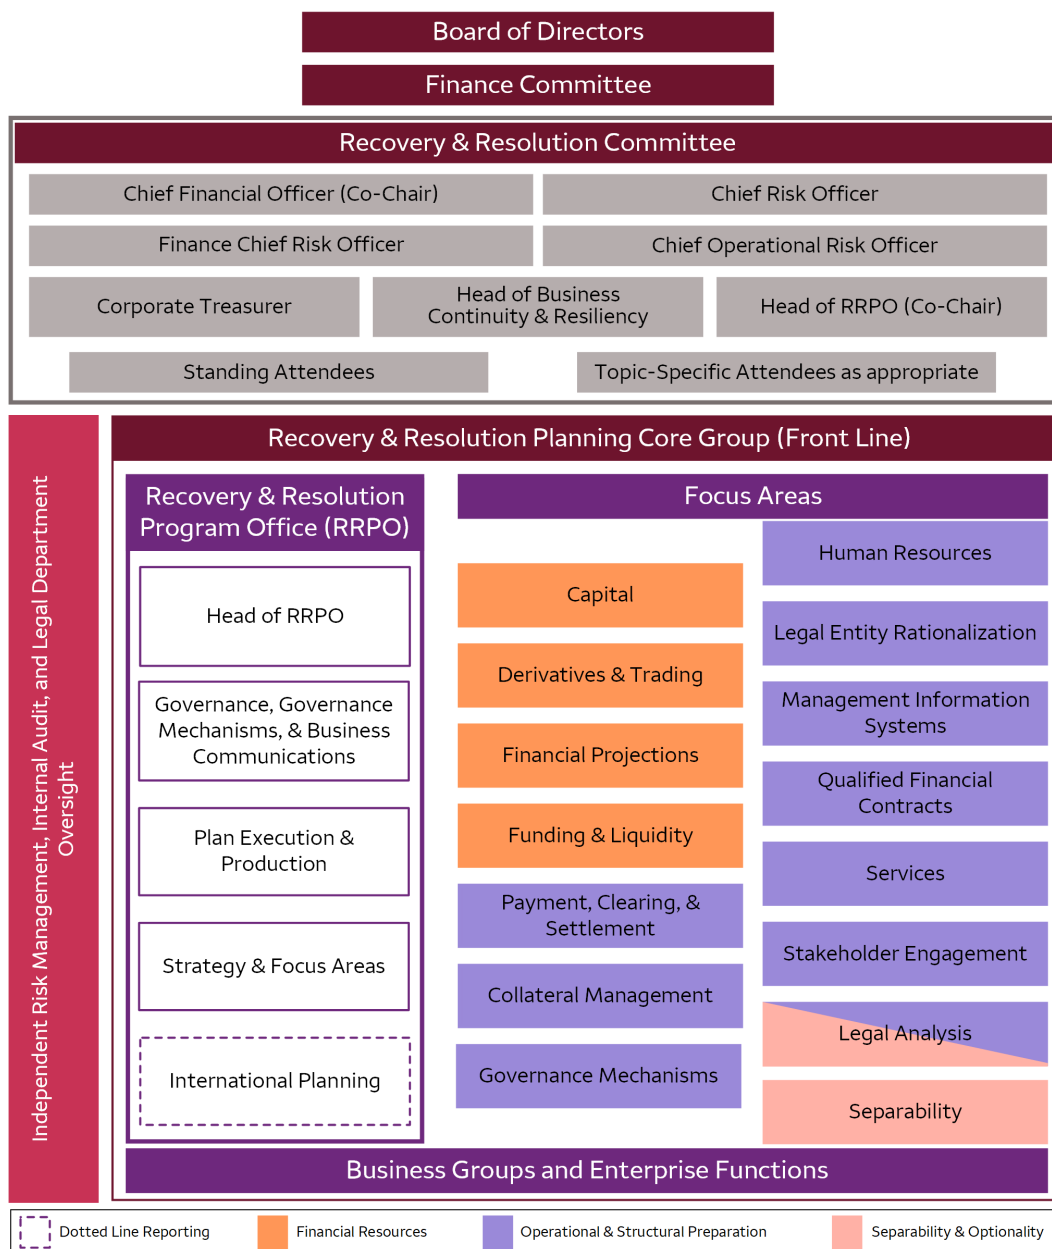 Board of Directors
Finance Committee
Recovery & Resolution Committee
Chief Financial Officer (Co-Chair)
Chief Risk Officer
Finance Chief Risk Officer
Chief Operational Risk Officer
Corporate Treasurer
Head of Business
Continuity & Resiliency
Head of RRPO (Co-Chair)
Standing Attendees
Topic-Specific Attendees as appropriate
Independent Risk Management, Internal Audit, and Legal Department
Oversight
Recovery & Resolution Planning Core Group (Front Line)
Recovery & Resolution
Program Office (RRPO)
Head of RRPO
Governance, Governance
Mechanisms, & Business
Communications
Plan Execution &
Production
Strategy & Focus Areas
International Planning
Focus Areas
Capital
Derivatives & Trading
Financial Projections
Funding & Liquidity
Payment, Clearing, &
Settlement
Collateral Management
Governance Mechanisms
Human Resources
Legal Entity Rationalization
Management Information
Systems
Qualified Financial
Contracts
Services
Stakeholder Engagement
Legal Analysis
Separability
Business Groups and Enterprise Functions
Dotted Line Reporting
Financial Resources
Operational & Structural Preparation
Separability & Optionality